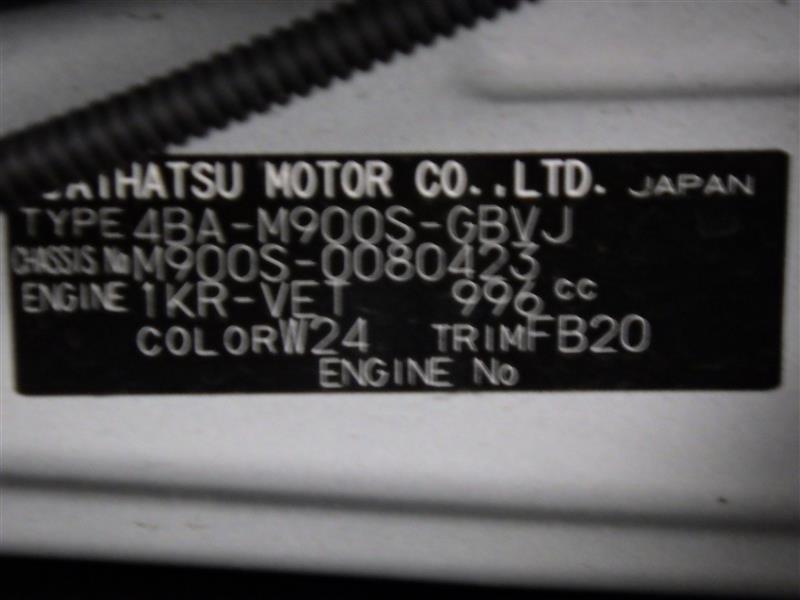 DAIHATSU MOTOR CO.,LTD. JAPAN
TYPE 4BA-M900S-GBVJ
CHASSIS No M900S-0080423
ENGINE 1KR-VET 996 cc
COLOR W24 TRIM FB20
ENGINE No